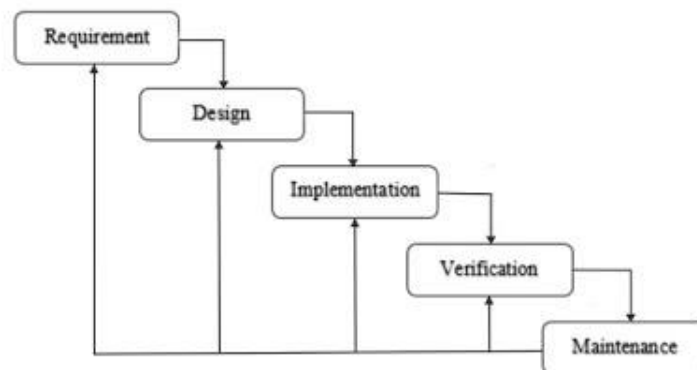 Requirement
Design
Implementation
Verification
Maintenance